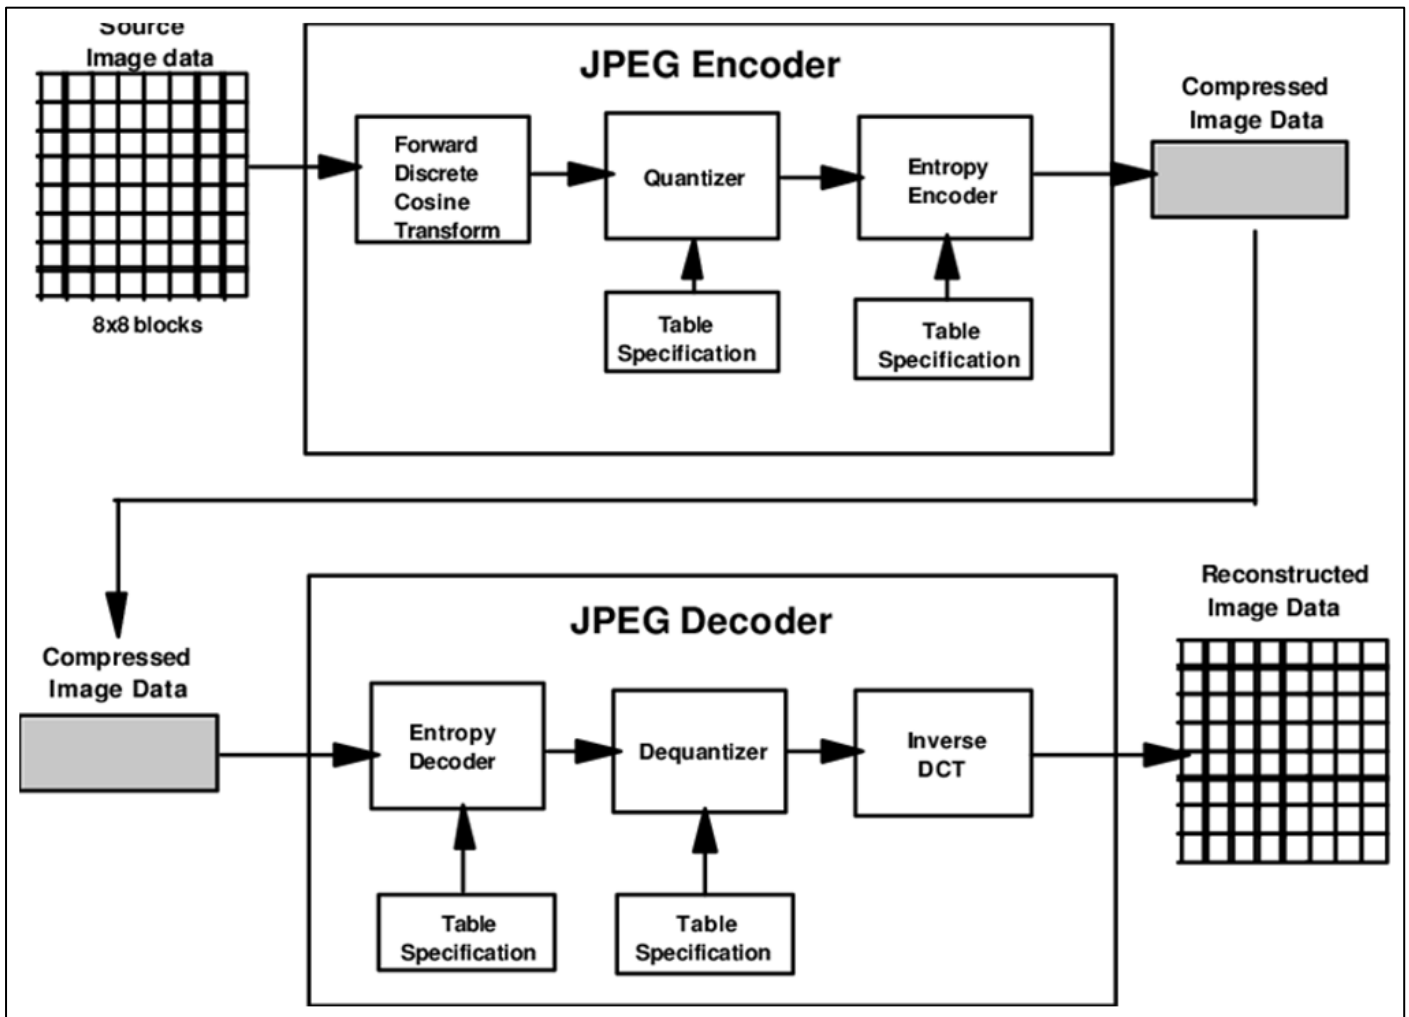 Source
Image data
8x8 blocks
JPEG Encoder
Forward
Discrete
Cosine
Transform
Quantizer
Entropy
Encoder
Table
Specification
Table
Specification
Compressed
Image Data
Compressed
Image Data
JPEG Decoder
Entropy
Decoder
Dequantizer
Inverse
DCT
Table
Specification
Table
Specification
Reconstructed
Image Data